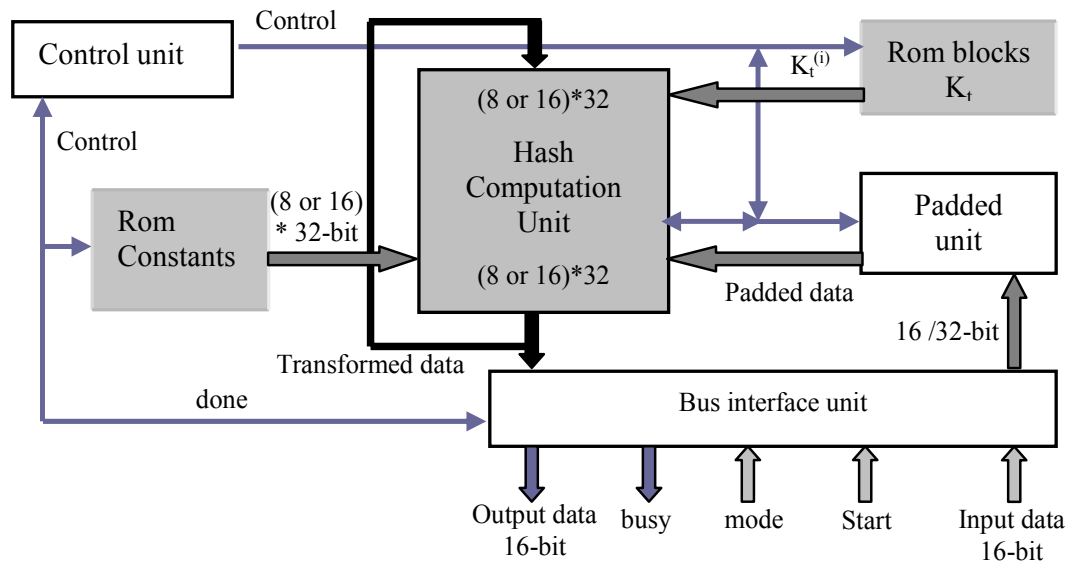 Control
Control unit
Rom blocks
Kₜ
Kₜ⁽ⁱ⁾
(8 or 16)*32
Hash
Computation
Unit
(8 or 16)*32
Control
Rom
Constants
(8 or 16)
* 32-bit
Padded
unit
Padded data
16 /32-bit
Transformed data
done
Bus interface unit
Output data
16-bit
busy
mode
Start
Input data
16-bit